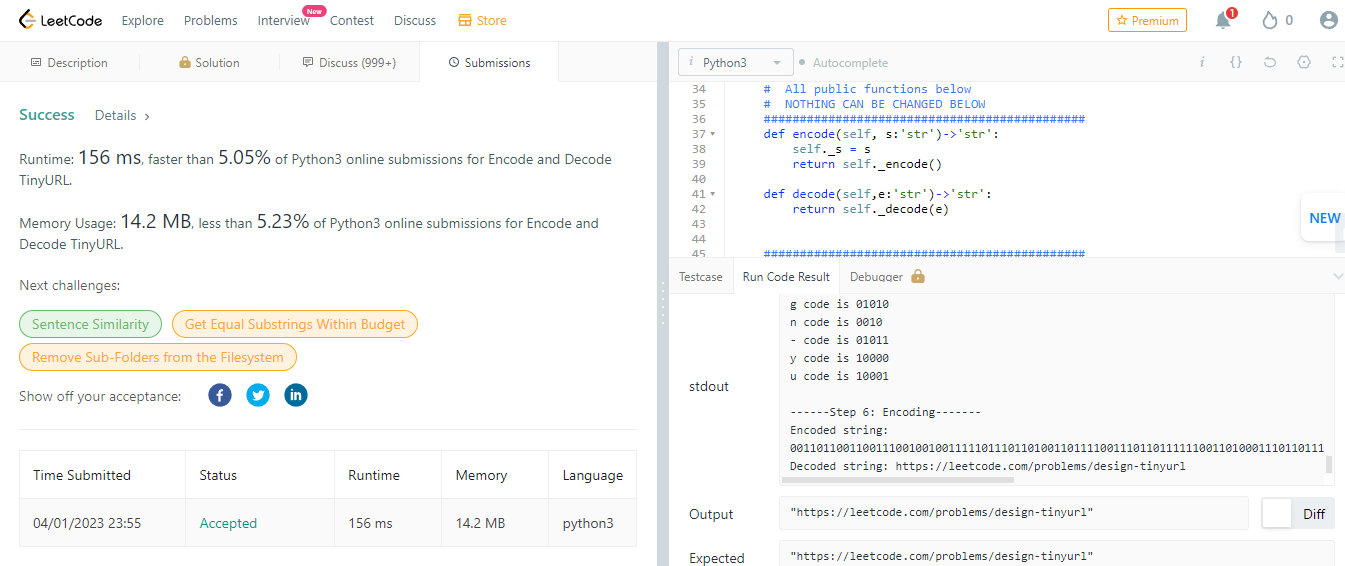 LeetCode Explore Problems Interview New Contest Discuss Store Premium 1 0
Description Solution Discuss (999+) Submissions
Success Details >
Runtime: 156 ms, faster than 5.05% of Python3 online submissions for Encode and Decode
TinyURL.
Memory Usage: 14.2 MB, less than 5.23% of Python3 online submissions for Encode and
Decode TinyURL.
Next challenges:
Sentence Similarity Get Equal Substrings Within Budget
Remove Sub-Folders from the Filesystem
Show off your acceptance:
Time Submitted Status Runtime Memory Language
04/01/2023 23:55 Accepted 156 ms 14.2 MB python3
i Python3 Autocomplete i {}
34 # All public functions below
35 # NOTHING CAN BE CHANGED BELOW
36 ############################################
37 def encode(self, s:'str')->'str':
38 self._s = s
39 return self._encode()
40
41 def decode(self,e:'str')->'str':
42 return self._decode(e)
43
44
45 ############################################
NEW
Testcase Run Code Result Debugger
stdout
g code is 01010
n code is 0010
- code is 01011
y code is 10000
u code is 10001
------Step 6: Encoding-------
Encoded string:
0011011001100111001001001111101110110100110111100111011011111100110100011101101​11
Decoded string: https://leetcode.com/problems/design-tinyurl
Output "https://leetcode.com/problems/design-tinyurl" Diff
Expected "https://leetcode.com/problems/design-tinyurl"